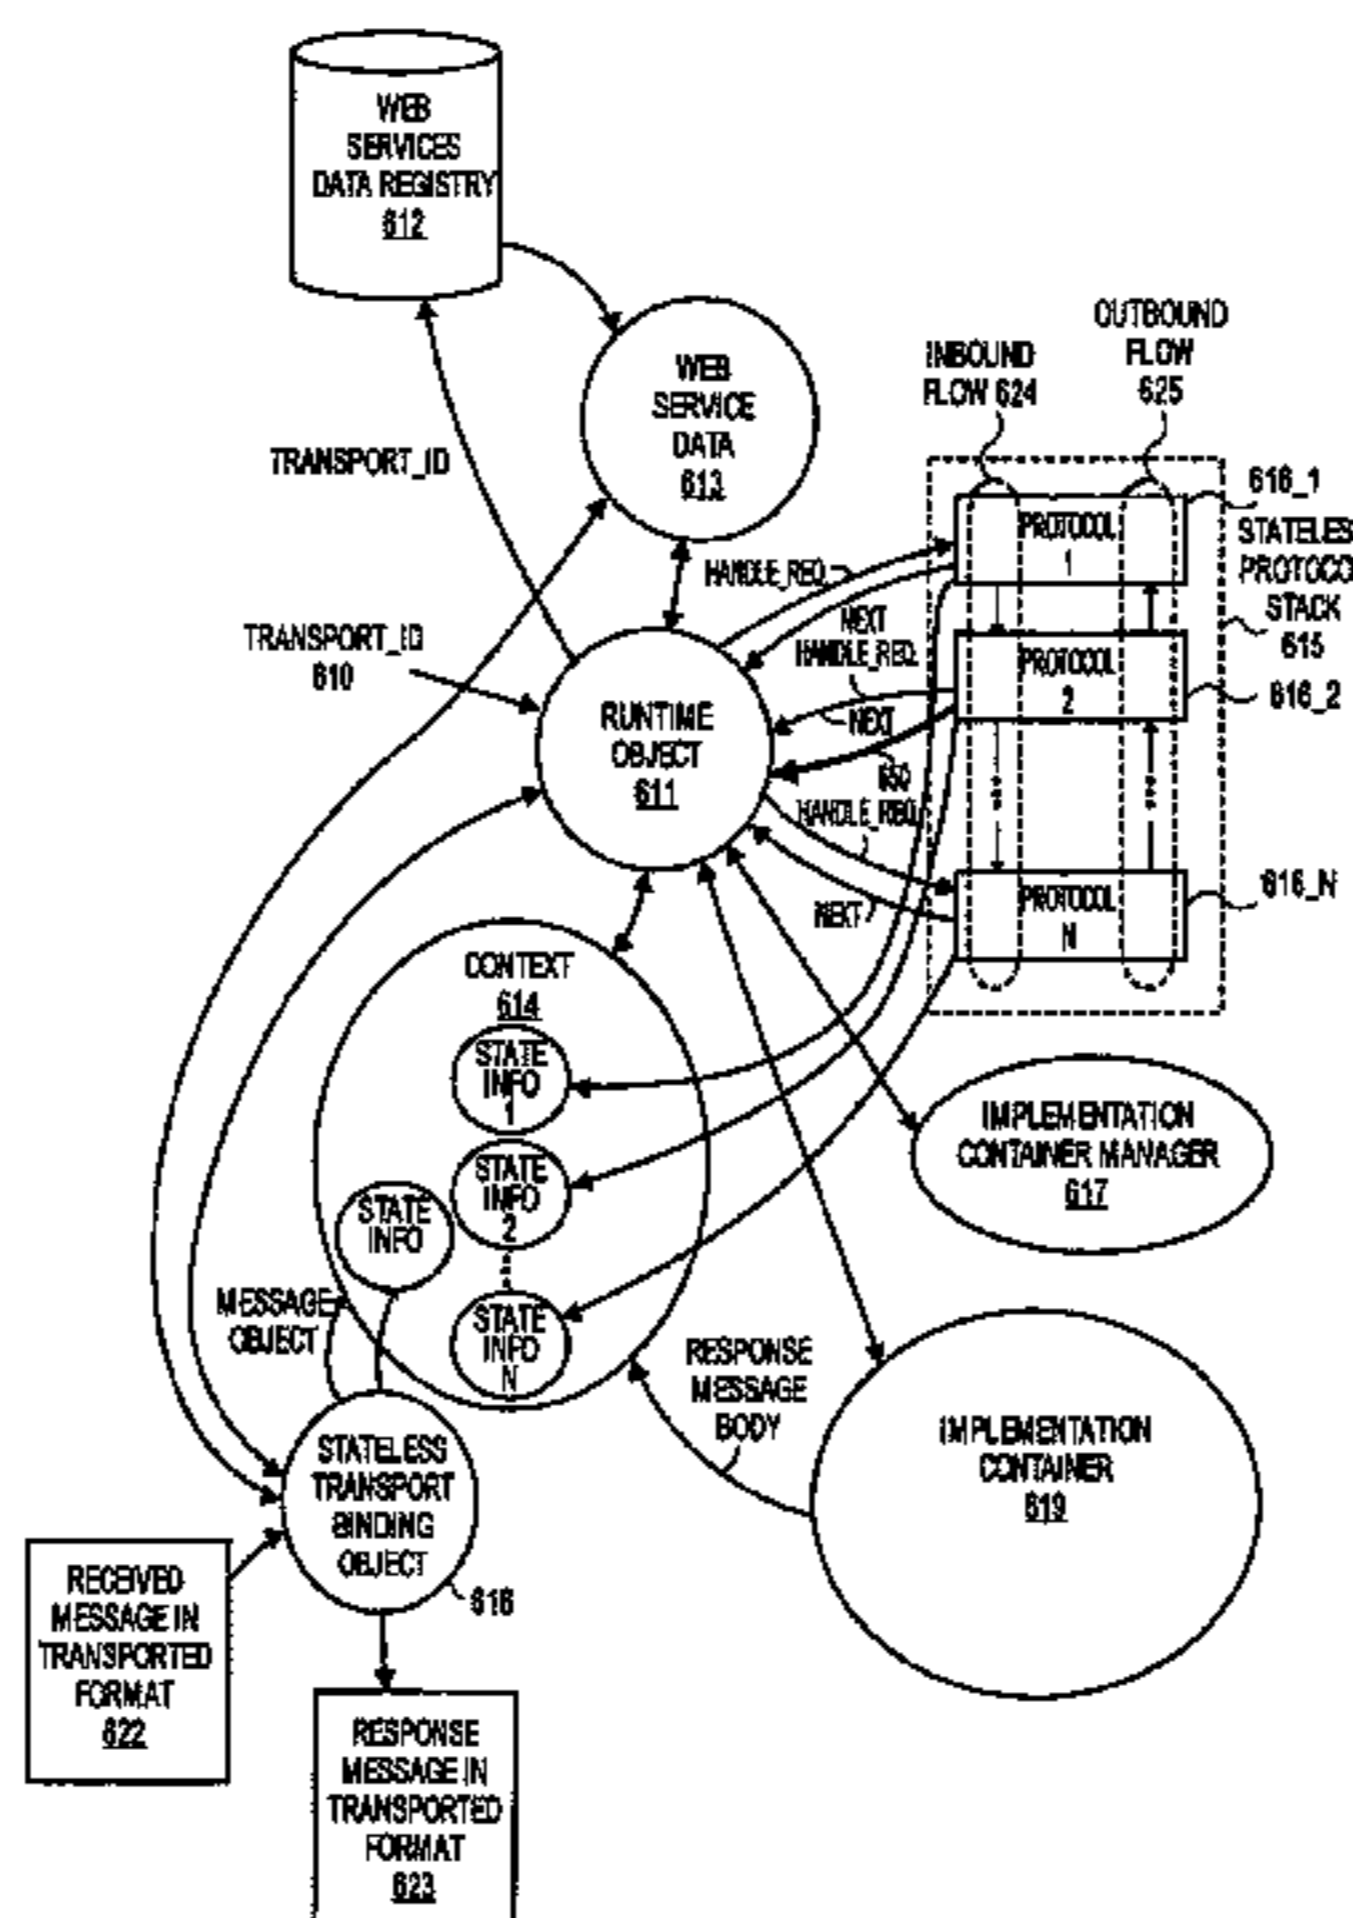 WEB
SERVICES
DATA REGISTRY
612
WEB
SERVICE
DATA
613
TRANSPORT_ID
TRANSPORT_ID
610
RUNTIME
OBJECT
611
INBOUND
FLOW 624
OUTBOUND
FLOW
625
616_1
STATELES
PROTOCO
STACK
615
616_2
616_N
PROTOCOL
1
PROTOCOL
2
PROTOCOL
N
HANDLE_REQ.
NEXT
HANDLE_REQ.
NEXT
650
HANDLE_REQ.
NEXT
CONTEXT
614
STATE
INFO
1
STATE
INFO
2
STATE
INFO
STATE
INFO
N
MESSAGE
OBJECT
IMPLEMENTATION
CONTAINER MANAGER
617
RESPONSE
MESSAGE
BODY
IMPLEMENTATION
CONTAINER
619
STATELESS
TRANSPORT
BINDING
OBJECT
618
RECEIVED
MESSAGE IN
TRANSPORTED
FORMAT
622
RESPONSE
MESSAGE IN
TRANSPORTED
FORMAT
623